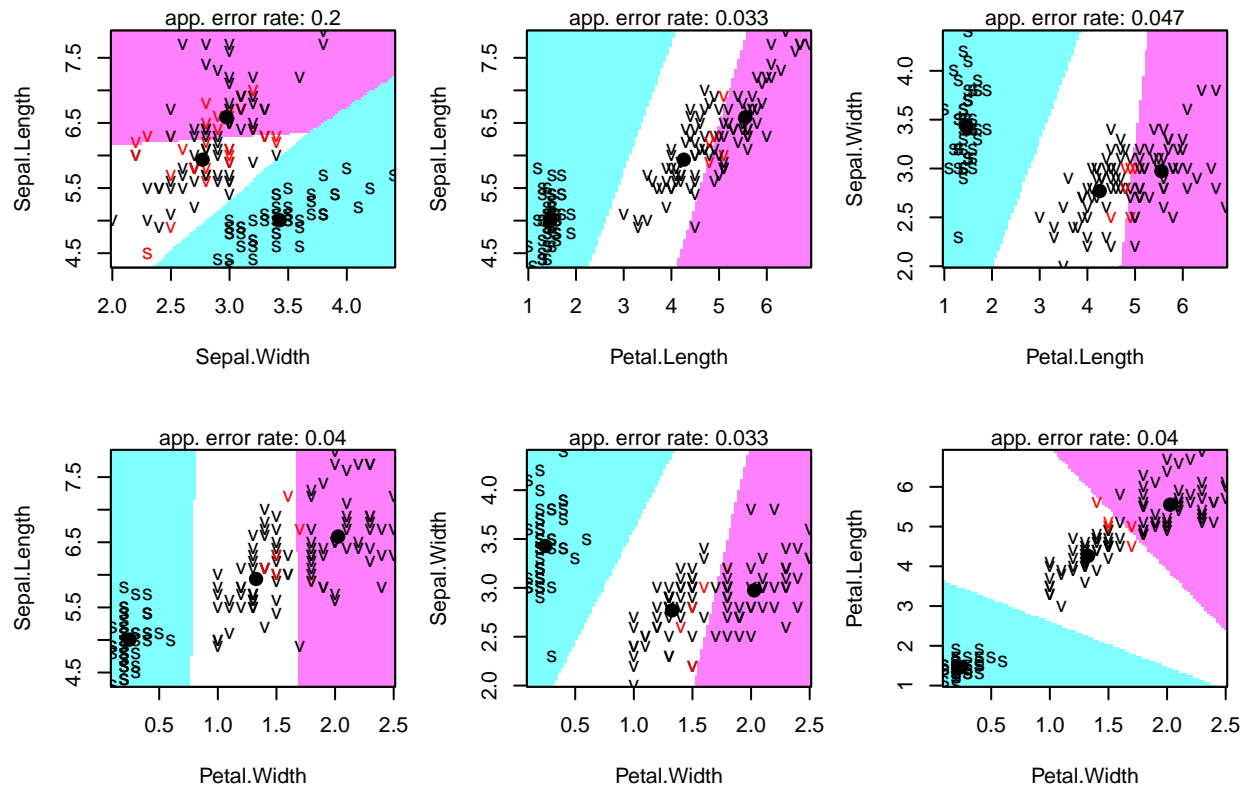 app. error rate: 0.2
app. error rate: 0.033
app. error rate: 0.047
Sepal.Length
4.5 5.5 6.5 7.5
2.0 2.5 3.0 3.5 4.0
Sepal.Width
Sepal.Length
4.5 5.5 6.5 7.5
1 2 3 4 5 6
Petal.Length
Sepal.Width
2.0 2.5 3.0 3.5 4.0
1 2 3 4 5 6
Petal.Length
app. error rate: 0.04
app. error rate: 0.033
app. error rate: 0.04
Sepal.Length
4.5 5.5 6.5 7.5
0.5 1.0 1.5 2.0 2.5
Petal.Width
Sepal.Width
2.0 2.5 3.0 3.5 4.0
0.5 1.0 1.5 2.0 2.5
Petal.Width
Petal.Length
1 2 3 4 5 6
0.5 1.0 1.5 2.0 2.5
Petal.Width